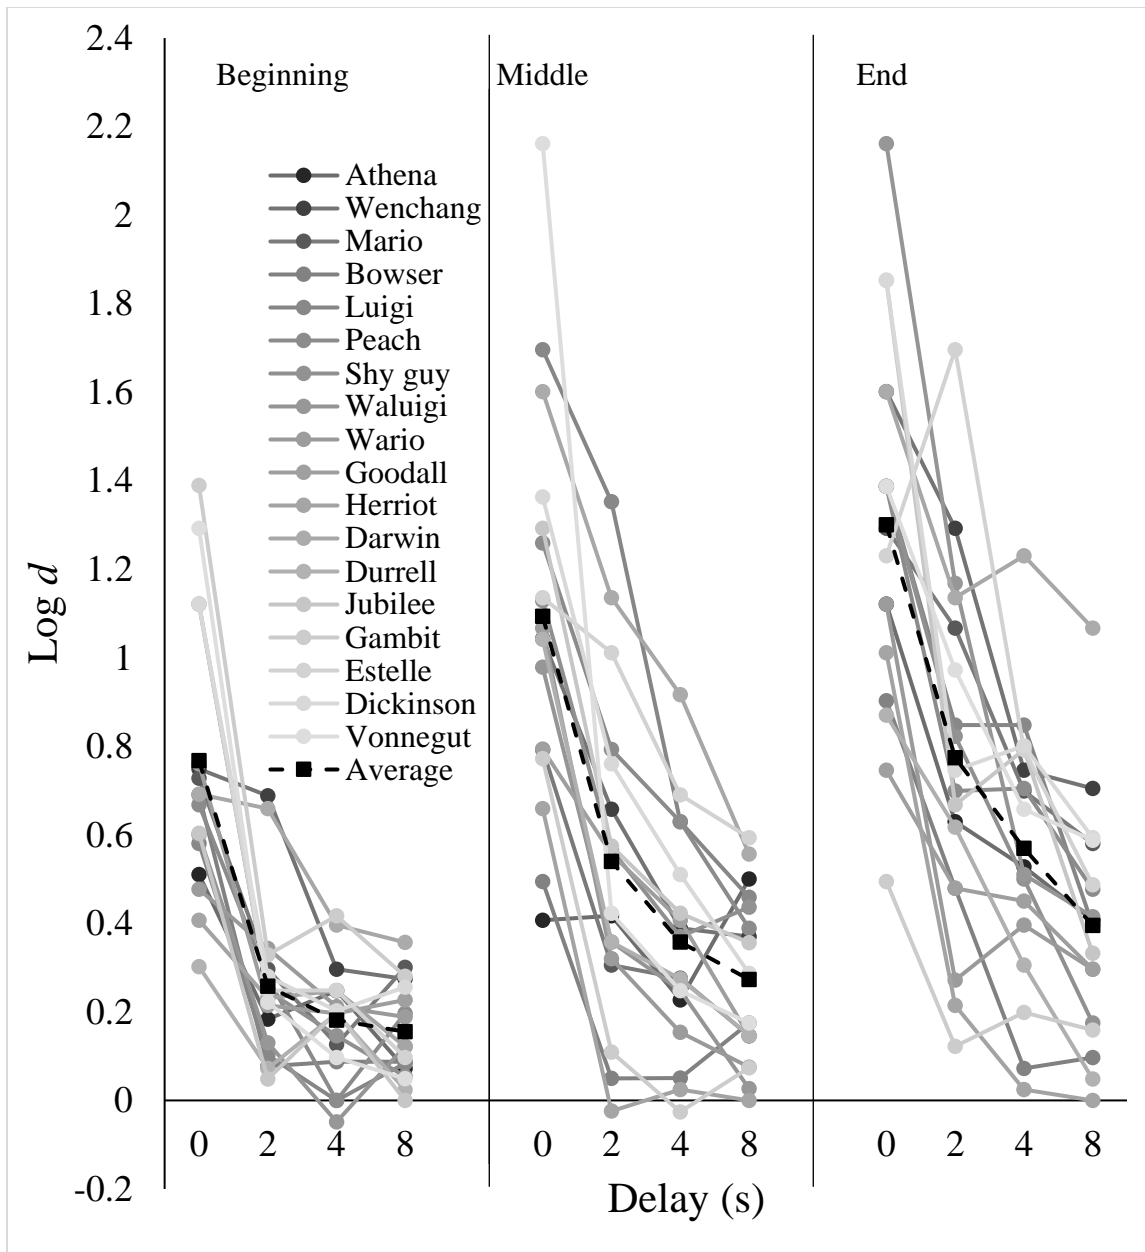 2.4
Beginning
Middle
End
2.2
Athena
Wenchang
2
Mario
Bowser
Luigi
1.8
Peach
Shy guy
1.6
Waluigi
Wario
Goodall
1.4
Herriot
Darwin
Durrell
1.2
Jubilee
Gambit
1
Estelle
Dickinson
Vonnegut
0.8
Average
0.6
0.4
0.2
0
-0.2
Log d
0 2 4 8 0 2 4 8 0 2 4 8
Delay (s)